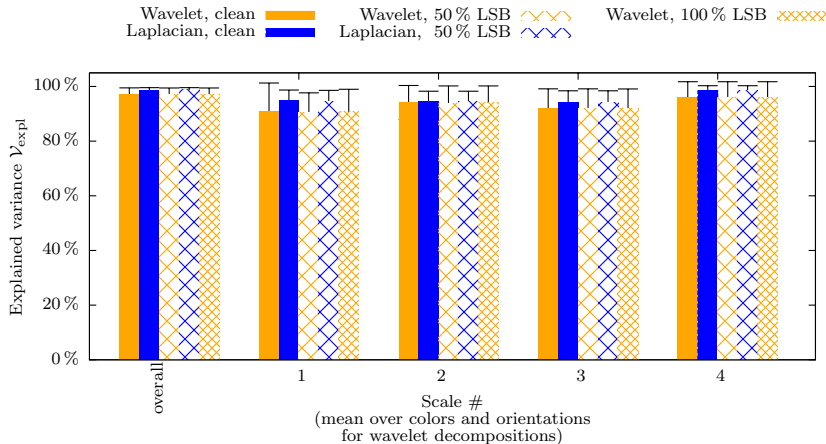 Wavelet, clean
Laplacian, clean
Wavelet, 50 % LSB
Laplacian, 50 % LSB
Wavelet, 100 % LSB
100 %
80 %
60 %
40 %
20 %
0 %
Explained variance 𝒱expl
overall
1
2
3
4
Scale #
(mean over colors and orientations
for wavelet decompositions)